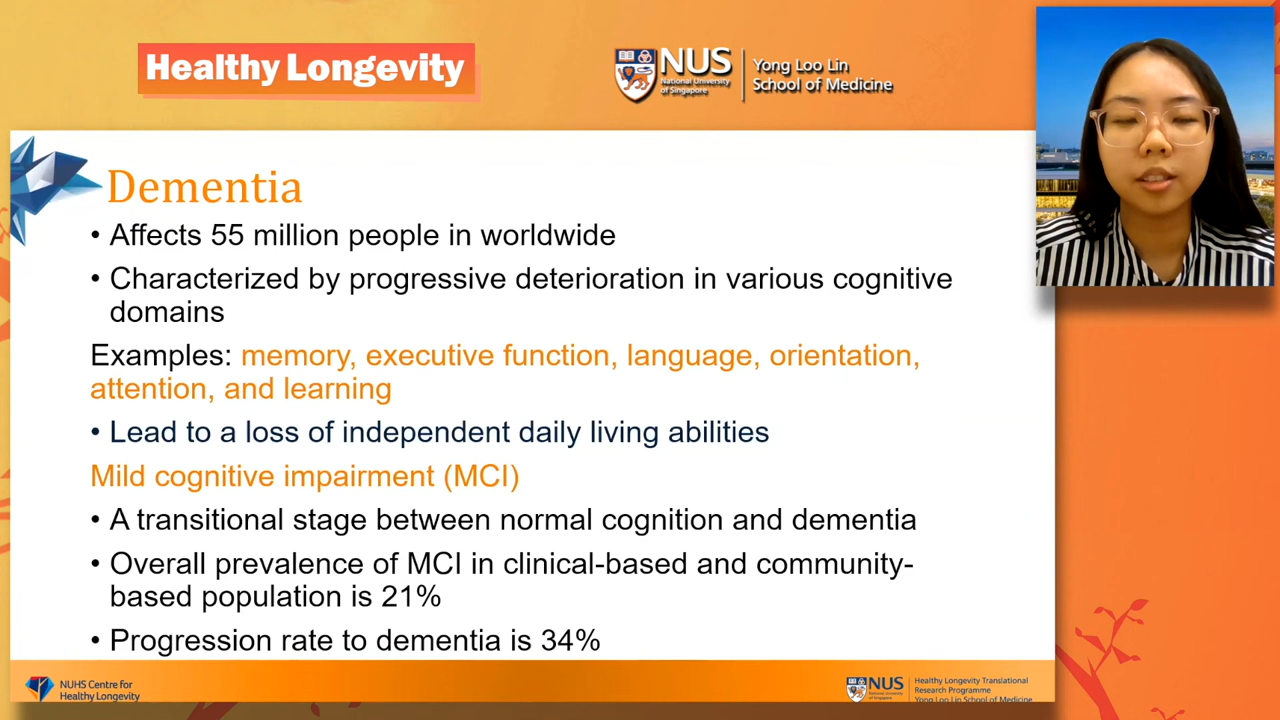 Healthy Longevity
NUS
National University
of Singapore
Yong Loo Lin
School of Medicine
Dementia
• Affects 55 million people in worldwide
• Characterized by progressive deterioration in various cognitive
domains
Examples: memory, executive function, language, orientation,
attention, and learning
• Lead to a loss of independent daily living abilities
Mild cognitive impairment (MCI)
• A transitional stage between normal cognition and dementia
• Overall prevalence of MCI in clinical-based and community-
based population is 21%
• Progression rate to dementia is 34%
NUHS Centre for
Healthy Longevity
NUS
National University
of Singapore
Healthy Longevity Translational
Research Programme
Yong Loo Lin School of Medicine